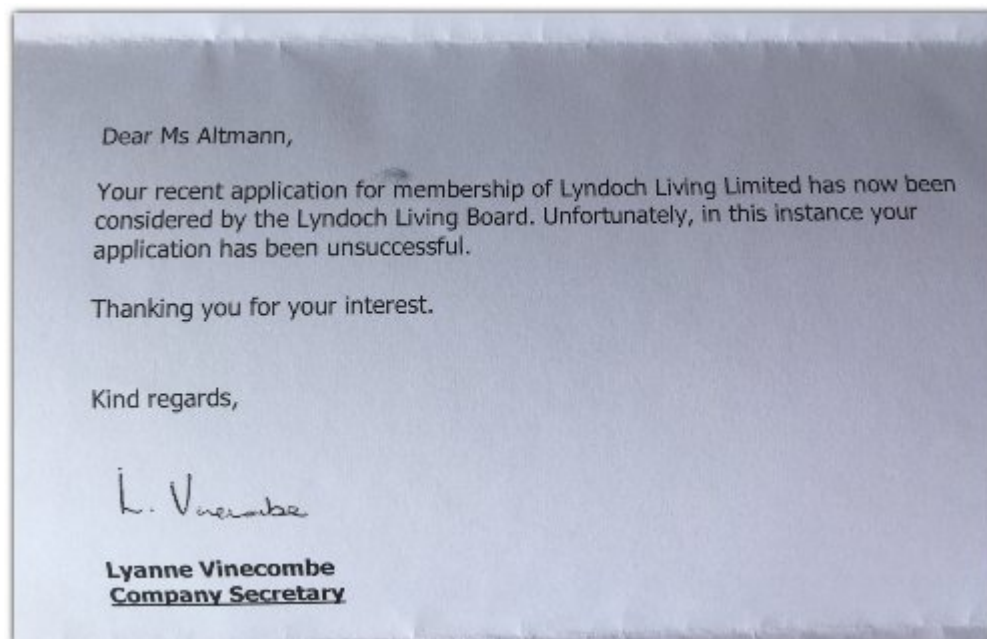 Dear Ms Altmann,
Your recent application for membership of Lyndoch Living Limited has now been
considered by the Lyndoch Living Board. Unfortunately, in this instance your
application has been unsuccessful.
Thanking you for your interest.
Kind regards,
L. Vinecombe
Lyanne Vinecombe
Company Secretary